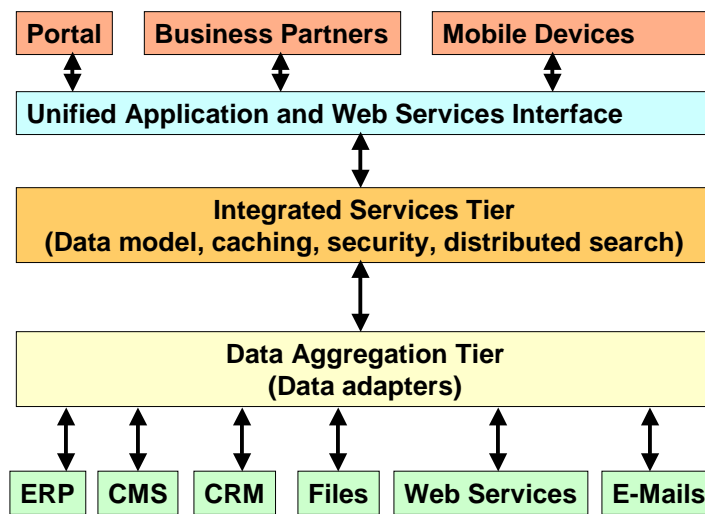 Portal
Business Partners
Mobile Devices
Unified Application and Web Services Interface
Integrated Services Tier
(Data model, caching, security, distributed search)
Data Aggregation Tier
(Data adapters)
ERP
CMS
CRM
Files
Web Services
E-Mails